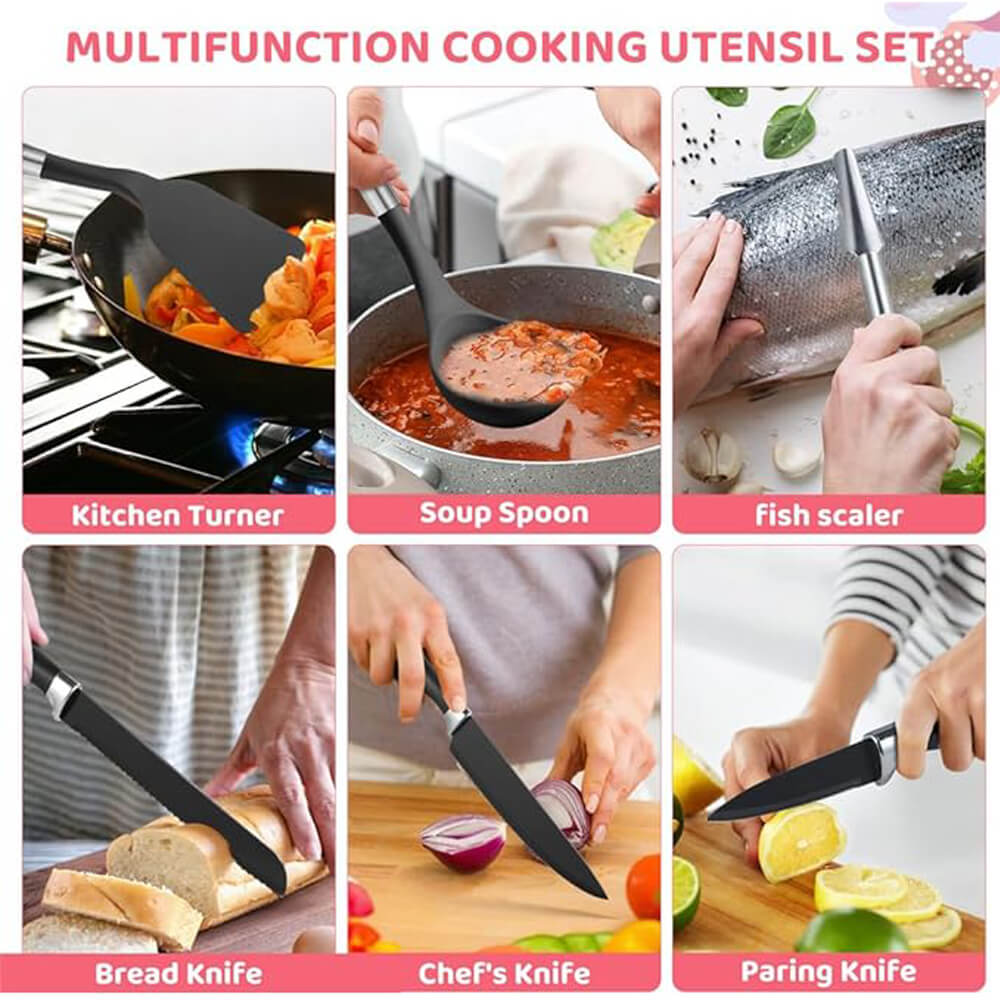 MULTIFUNCTION COOKING UTENSIL SET
Kitchen Turner
Soup Spoon
fish scaler
Bread Knife
Chef's Knife
Paring Knife